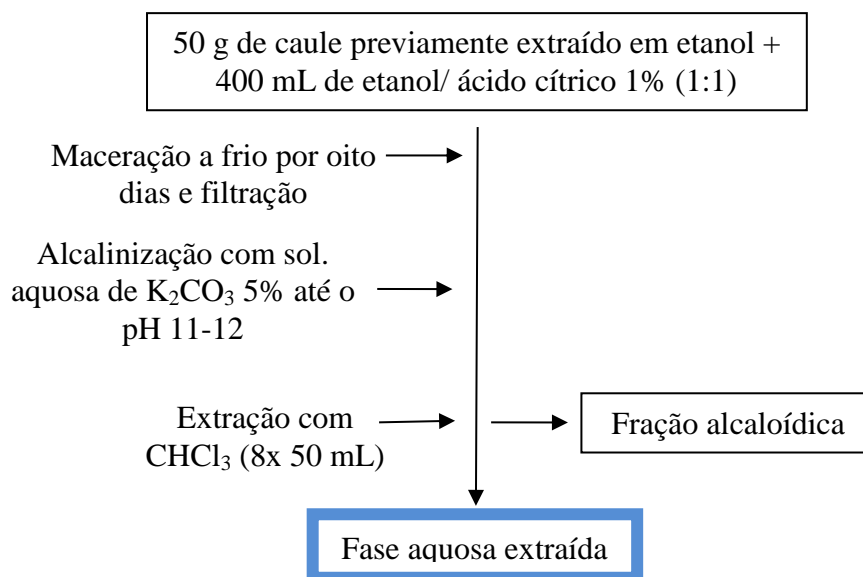 50 g de caule previamente extraído em etanol +
400 mL de etanol/ ácido cítrico 1% (1:1)
Maceração a frio por oito
dias e filtração
Alcalinização com sol.
aquosa de K₂CO₃ 5% até o
pH 11-12
Extração com
CHCl₃ (8x 50 mL)
Fração alcaloídica
Fase aquosa extraída